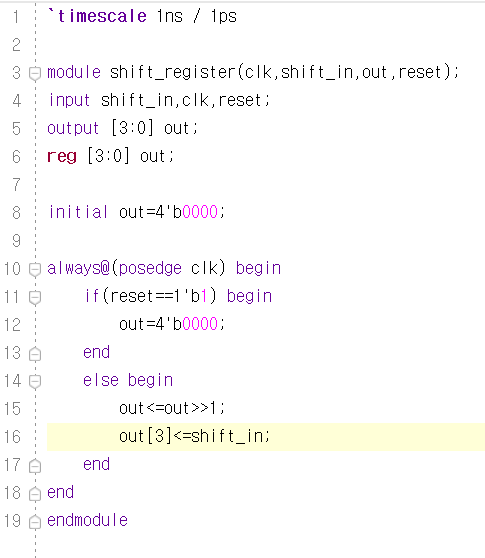 1 `timescale 1ns / 1ps
2
3 module shift_register(clk,shift_in,out,reset);
4 input shift_in,clk,reset;
5 output [3:0] out;
6 reg [3:0] out;
7
8 initial out=4'b0000;
9
10 always@(posedge clk) begin
11 if(reset==1'b1) begin
12 out=4'b0000;
13 end
14 else begin
15 out<=out>>1;
16 out[3]<=shift_in;
17 end
18 end
19 endmodule